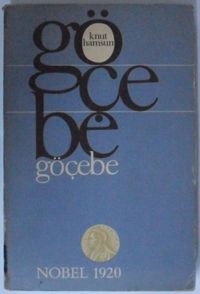 gö
knut
hamsun
çe
be
göçebe
NOBEL 1920